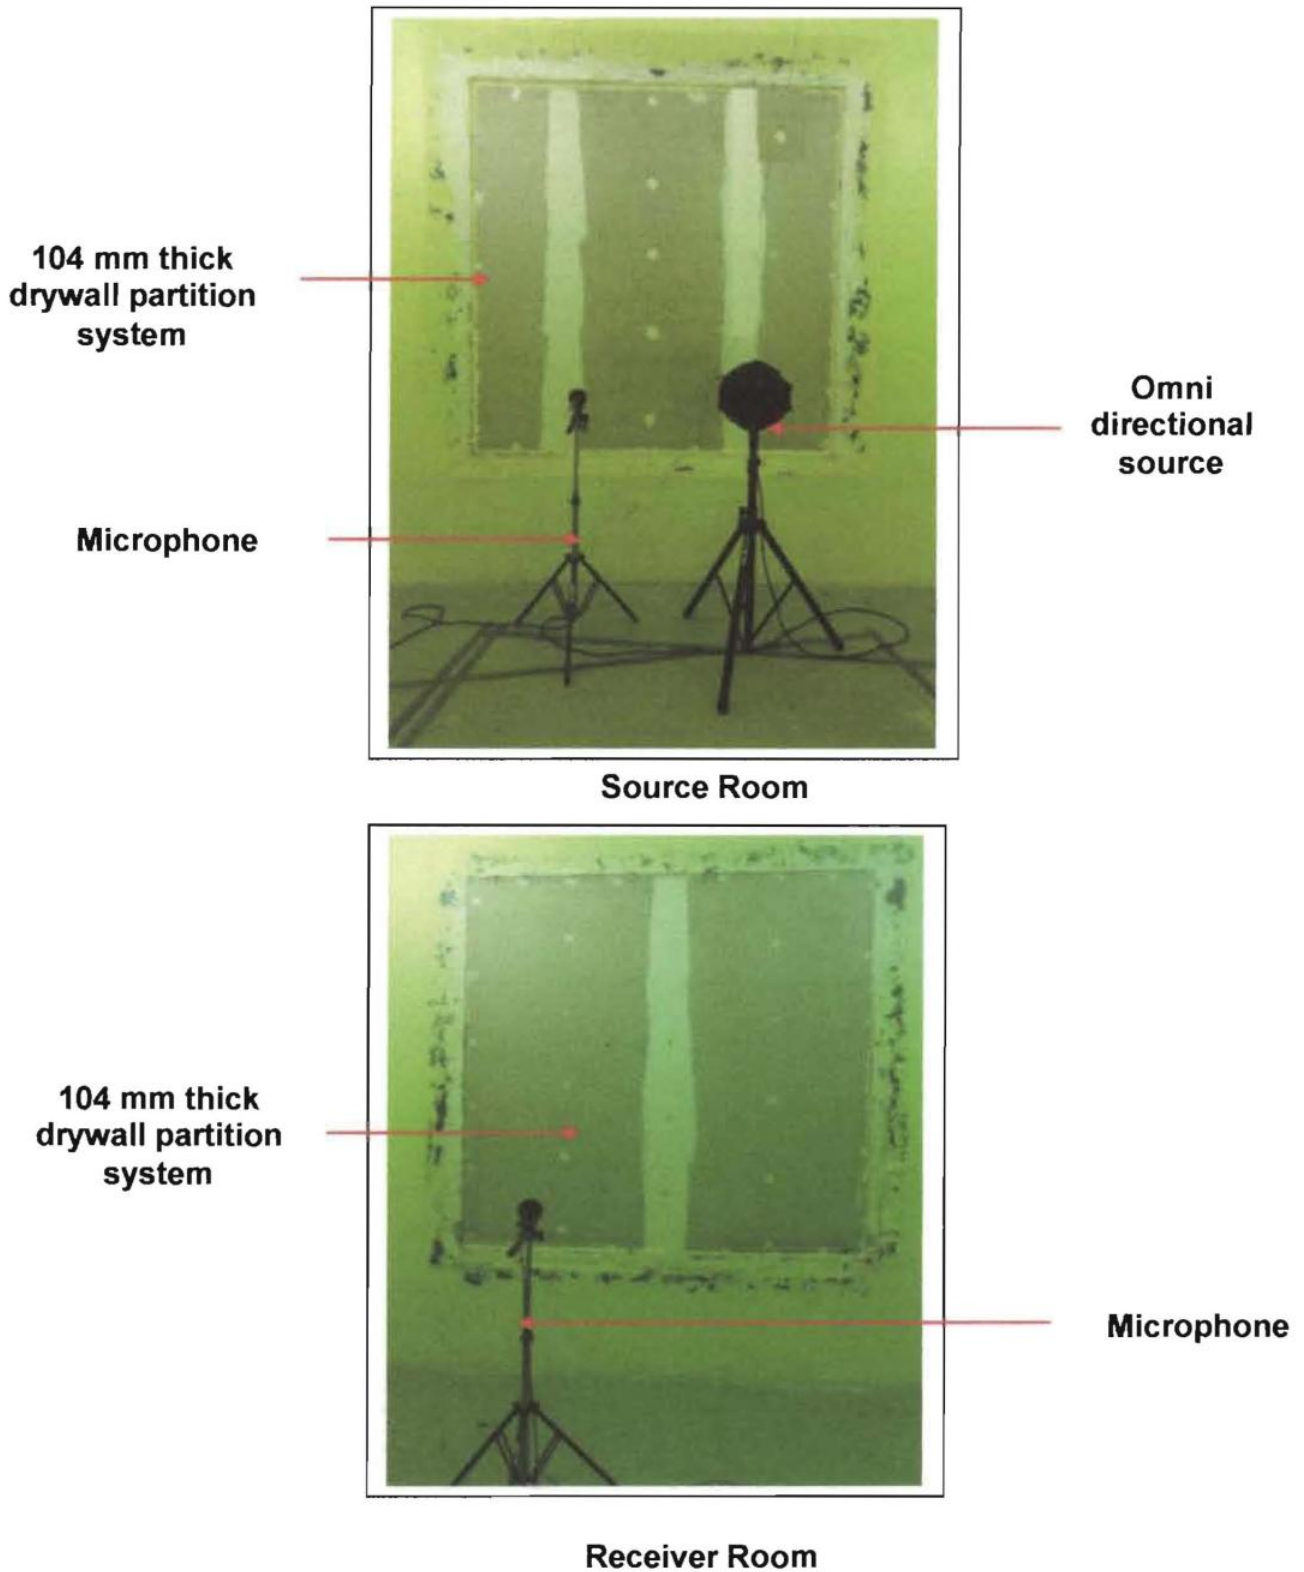 104 mm thick
drywall partition
system
Omni
directional
source
Microphone
Source Room
104 mm thick
drywall partition
system
Microphone
Receiver Room